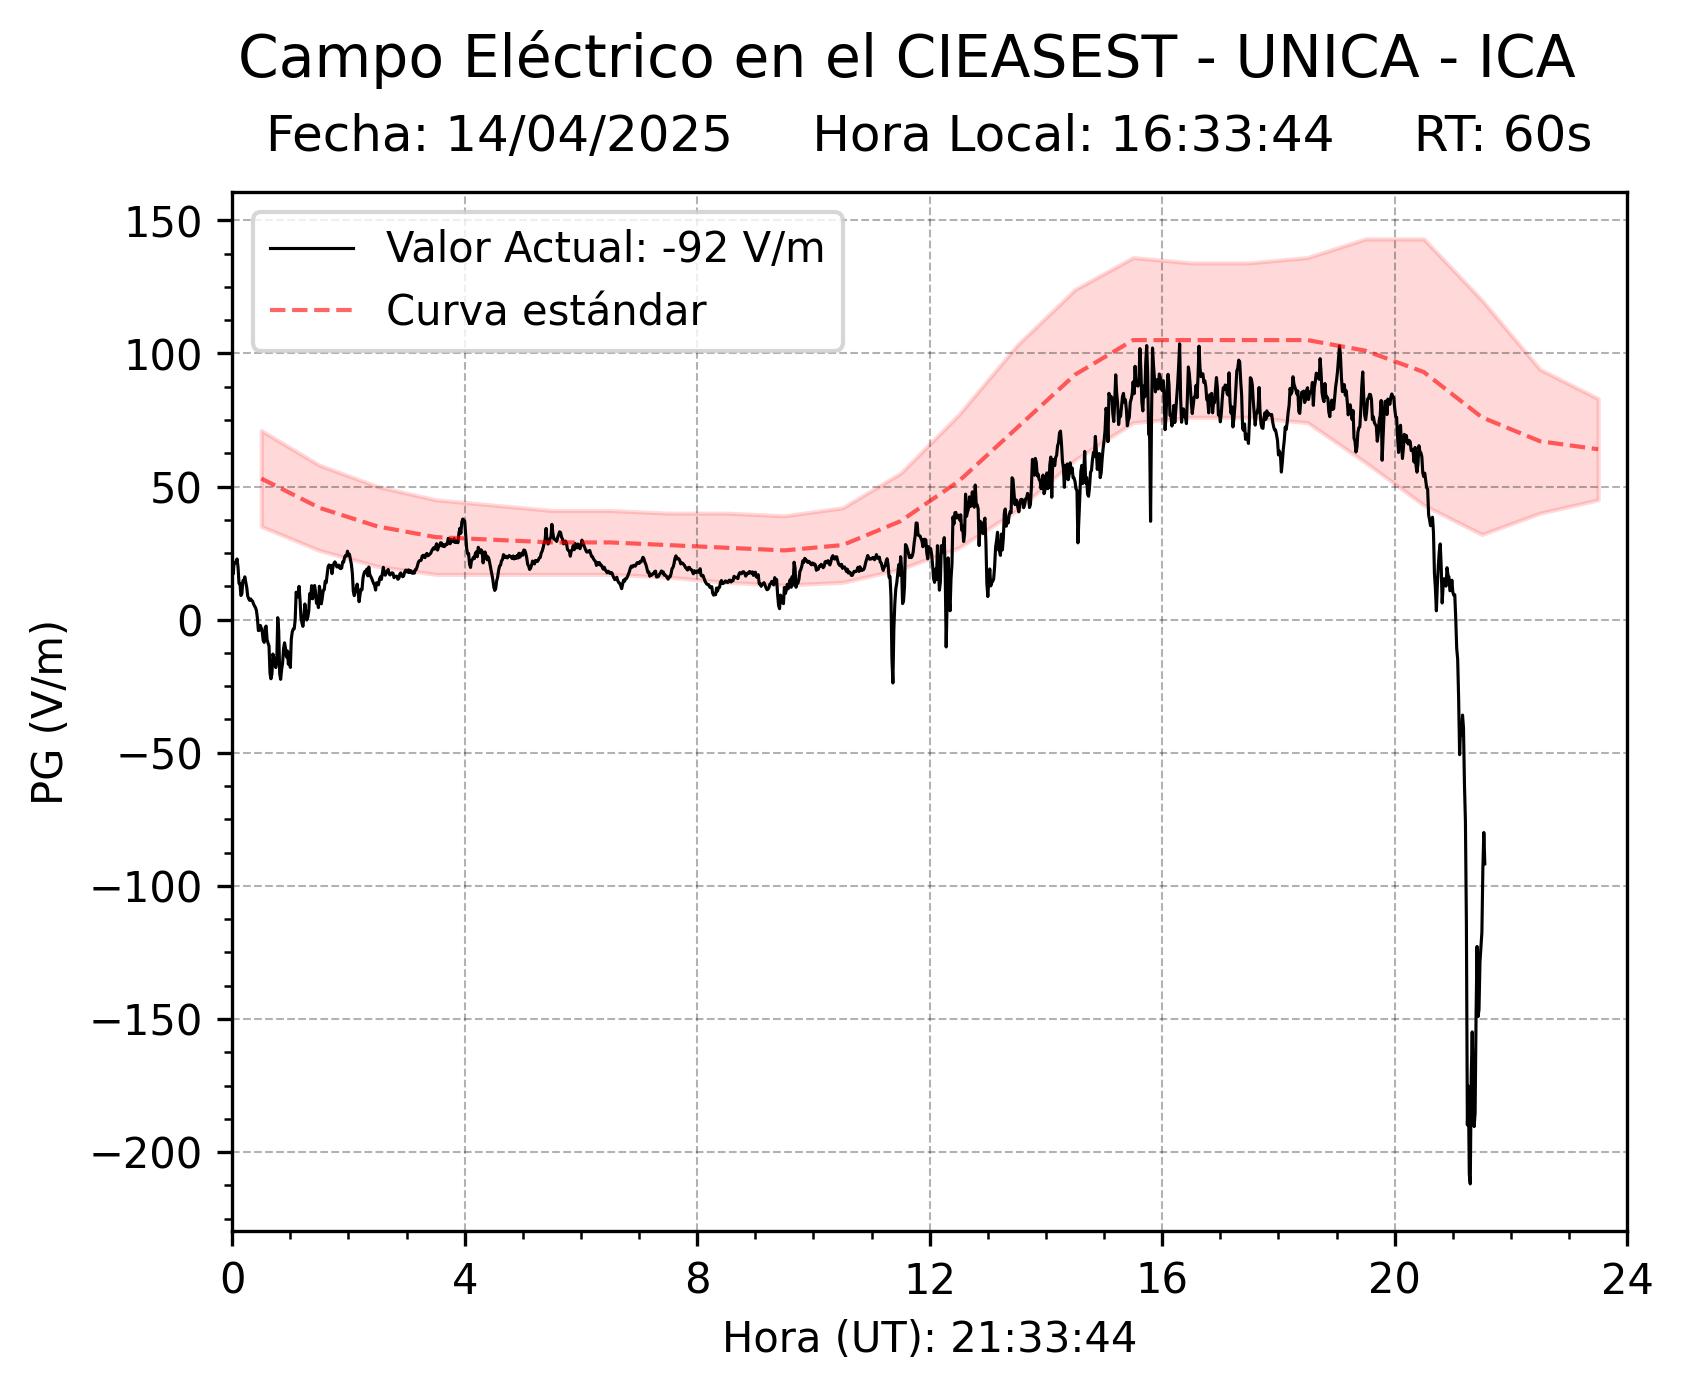 Campo Eléctrico en el CIEASEST - UNICA - ICA
Fecha: 14/04/2025 Hora Local: 16:33:44 RT: 60s
Valor Actual: -92 V/m
Curva estándar
150
100
50
0
−50
−100
−150
−200
PG (V/m)
0 4 8 12 16 20 24
Hora (UT): 21:33:44